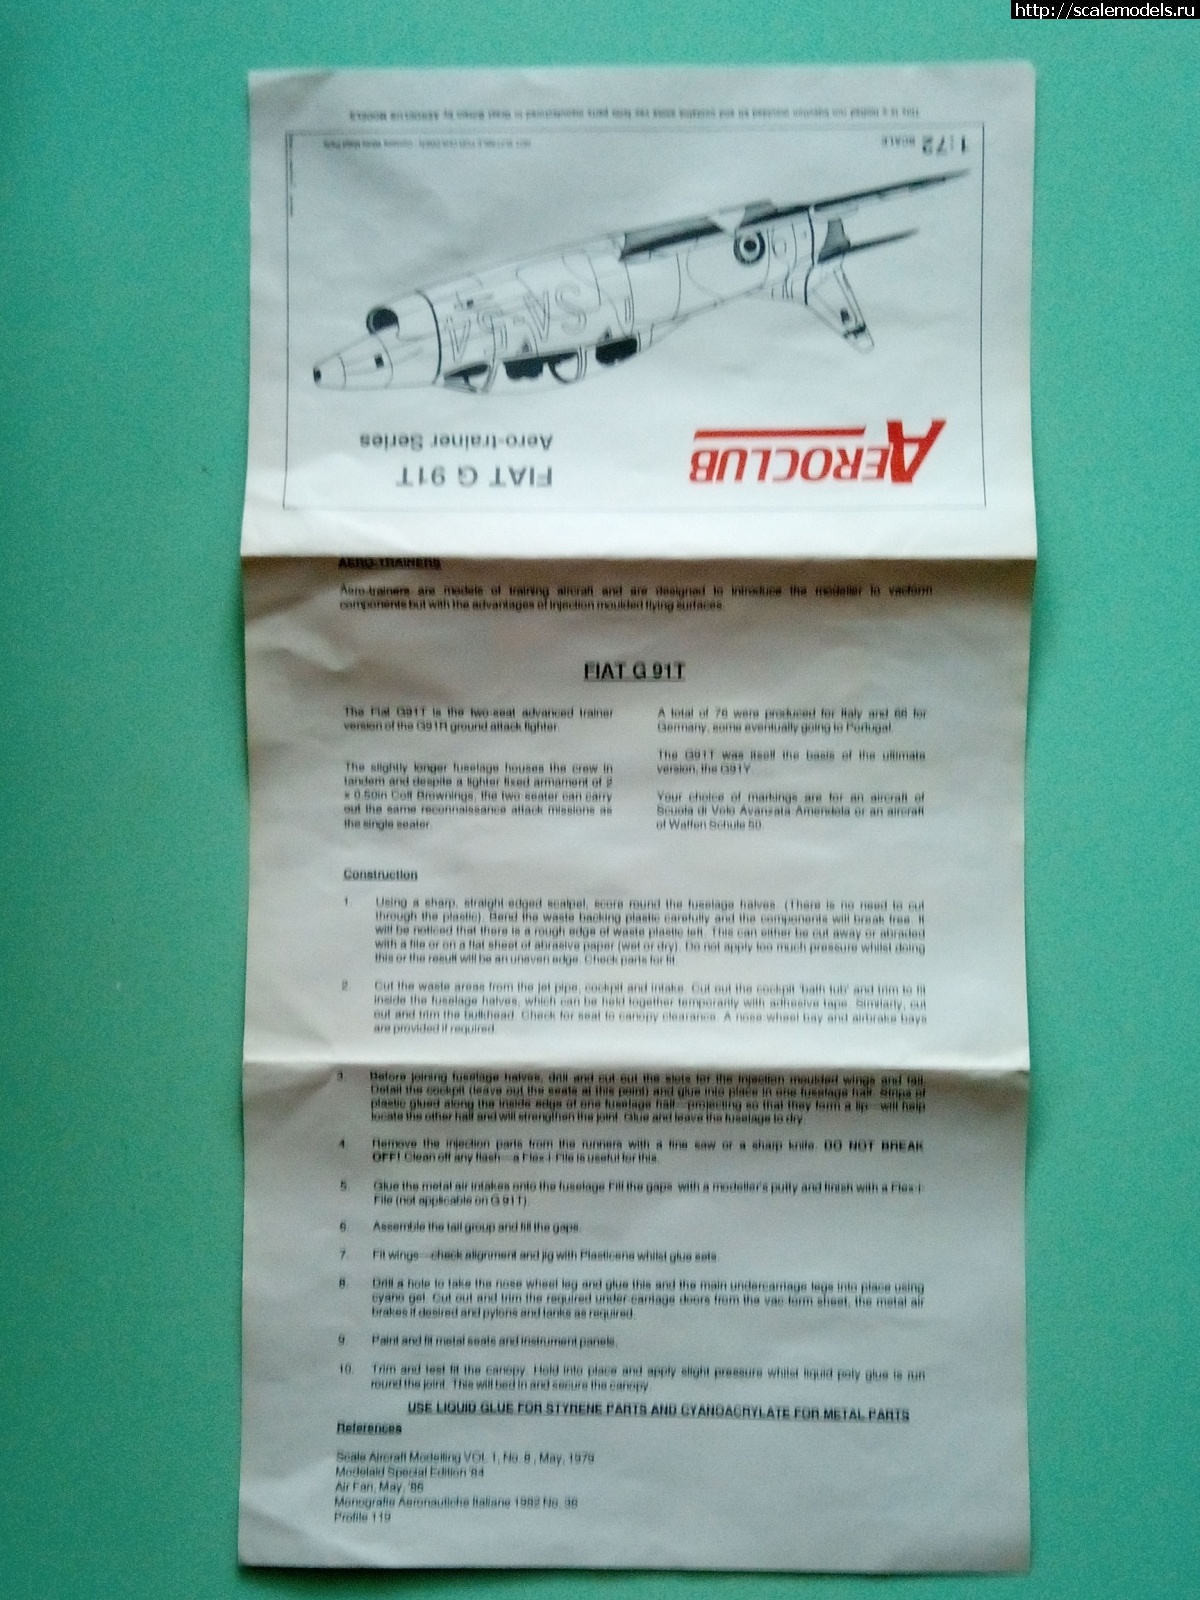 http://scalemodels.ru
This is a limited run injection moulded kit and contains some vac form parts manufactured in Great Britain by AEROCLUB MODELS
1:72 SCALE
SA-54
AEROCLUB
FIAT G 91T
Aero-trainer Series
AERO-TRAINERS
Aero-trainers are models of training aircraft and are designed to introduce the modeller to vacform
components but with the advantages of injection moulded flying surfaces.
FIAT G 91T
The Fiat G91T is the two-seat advanced trainer
version of the G91R ground attack fighter.
The slightly longer fuselage houses the crew in
tandem and despite a lighter fixed armament of 2
x 0.50in Colt Brownings, the two seater can carry
out the same reconnaissance attack missions as
the single seater.
A total of 76 were produced for Italy and 66 for
Germany, some eventually going to Portugal.
The G91T was itself the basis of the ultimate
version, the G91Y.
Your choice of markings are for an aircraft of
Scuola di Volo Avanzata Amendola or an aircraft
of Waffen Schule 50.
Construction
1. Using a sharp, straight-edged scalpel, score round the fuselage halves. (There is no need to cut
through the plastic). Bend the waste backing plastic carefully and the components will break free. It
will be noticed that there is a rough edge of waste plastic left. This can either be cut away or abraded
with a file or on a flat sheet of abrasive paper (wet or dry). Do not apply too much pressure whilst doing
this or the result will be an uneven edge. Check parts for fit.
2. Cut the waste areas from the jet pipe, cockpit and intake. Cut out the cockpit 'bath tub' and trim to fit
inside the fuselage halves, which can be held together temporarily with adhesive tape. Similarly, cut
out and trim the bulkhead. Check for seat to canopy clearance. A nose-wheel bay and airbrake bays
are provided if required.
3. Before joining fuselage halves, drill and cut out the slots for the injection moulded wings and tail.
Detail the cockpit (leave out the seats at this point) and glue into place in one fuselage half. Strips of
plastic glued along the inside edge of one fuselage half—projecting so that they form a lip—will help
locate the other half and will strengthen the joint. Glue and leave the fuselage to dry.
4. Remove the injection parts from the runners with a fine saw or a sharp knife. DO NOT BREAK
OFF! Clean off any flash—a Flex-i-File is useful for this.
5. Glue the metal air intakes onto the fuselage Fill the gaps with a modeller's putty and finish with a Flex-i-
File (not applicable on G 91T).
6. Assemble the tail group and fill the gaps.
7. Fit wings—check alignment and jig with Plasticene whilst glue sets.
8. Drill a hole to take the nose wheel leg and glue this and the main undercarriage legs into place using
cyano gel. Cut out and trim the required under-carriage doors from the vac-form sheet, the metal air
brakes if desired and pylons and tanks as required.
9. Paint and fit metal seats and instrument panels.
10. Trim and test fit the canopy. Hold into place and apply slight pressure whilst liquid poly glue is run
round the joint. This will bed in and secure the canopy.
USE LIQUID GLUE FOR STYRENE PARTS AND CYANOACRYLATE FOR METAL PARTS
References
Scale Aircraft Modelling VOL 1, No. 8, May, 1979
Modelaid Special Edition '84
Air Fan, May, '86
Monografie Aeronautiche Italiane 1982 No. 36
Profile 119